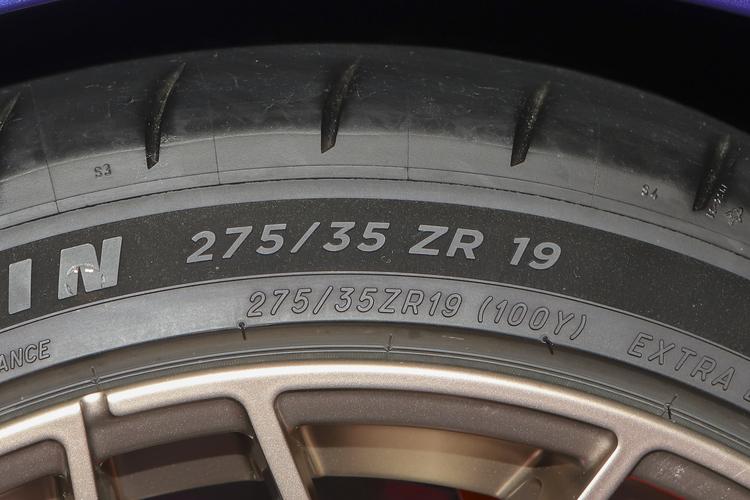 S3
S4
IN 275/35 ZR 19
275/35ZR19 (100Y)
ANCE
EXTRA